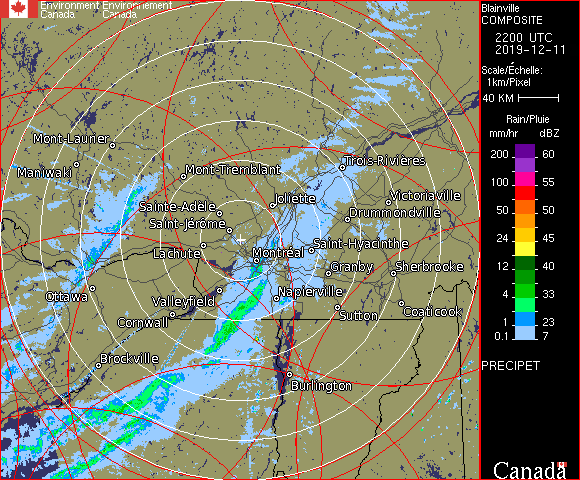 Environment Environnement
Canada Canada
Blainville
COMPOSITE
2200 UTC
2019-12-11
Scale/Échelle:
1km/Pixel
40 KM
Rain/Pluie
mm/hr dBZ
200 60
100 55
50 50
24 45
12 40
4 33
1 23
0.1 7
PRECIPET
Canada
Mont-Laurier
Maniwaki
Mont-Tremblant
Trois-Rivières
Sainte-Adèle
Joliette
Victoriaville
Drummondville
Saint-Jérôme
Lachute
Montréal
Saint-Hyacinthe
Granby
Sherbrooke
Ottawa
Valleyfield
Napierville
Cornwall
Sutton
Coaticook
Brockville
Burlington